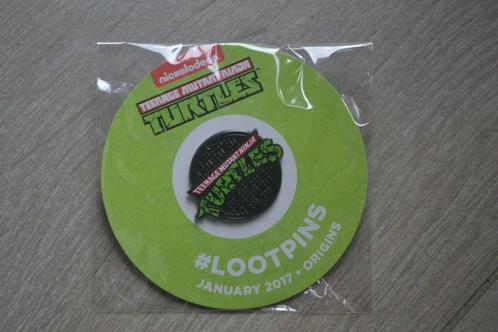 nickelodeon
TEENAGE MUTANT NINJA
TURTLES
TEENAGE MUTANT NINJA
TURTLES
#LOOTPINS
JANUARY 2017 • ORIGINS